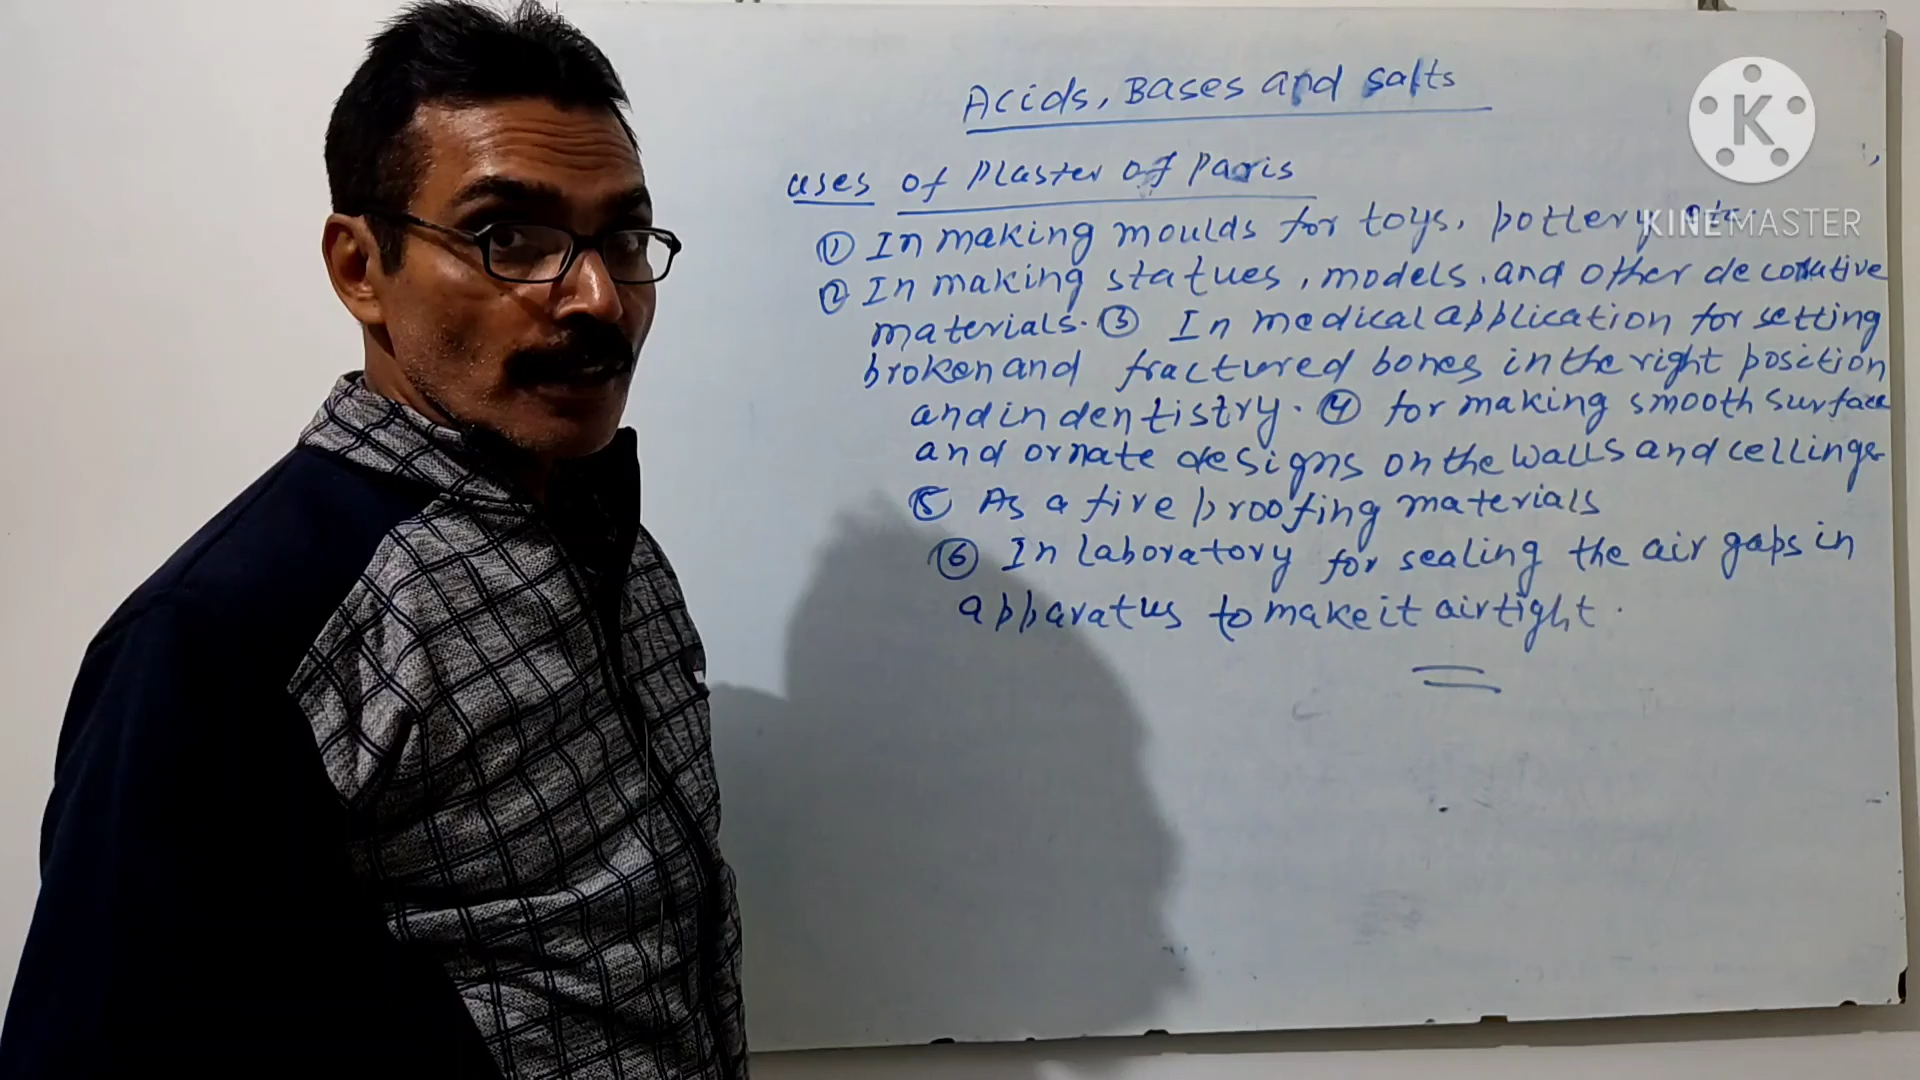 Acids, Bases and salts
uses of Plaster of Paris
① In making moulds for toys, pottery etc.
KINEMASTER
② In making statues, models, and other decorative
materials. ③ In medical application for setting
broken and fractured bones in the right position
and in dentistry. ④ for making smooth surface
and ornate designs on the walls and cellings
⑤ As a fire proofing materials
⑥ In laboratory for sealing the air gaps in
apparatus to make it airtight.
K